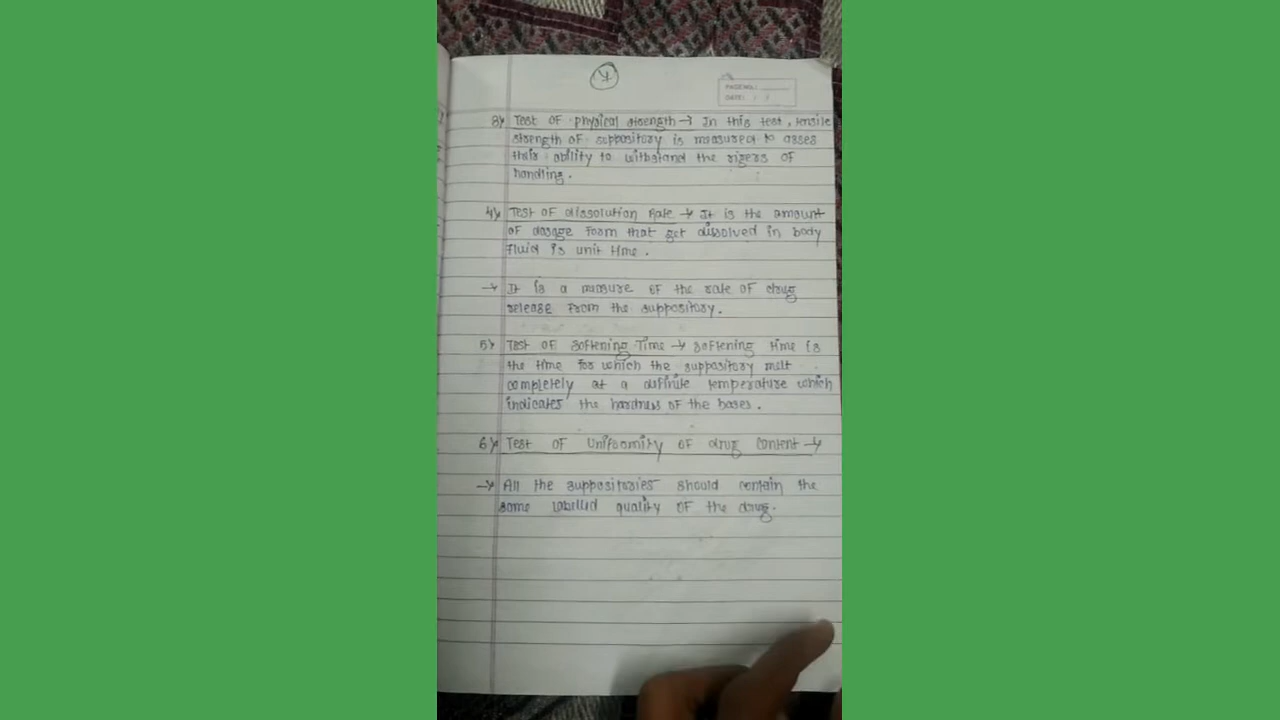 PAGE NO.:
DATE: / /
3) Test of physical strength → In this test, tensile
strength of suppository is measured to asses
their ability to withstand the rigers of
handling.
4) Test of dissolution Rate → It is the amount
of dosage form that get dissolved in body
fluid is unit time.
→ It is a measure of the rate of drug
release from the suppository.
5) Test of Softening Time → softening time is
the time for which the suppository melt
completely at a definite temperature which
indicates the hardness of the bases.
6) Test of Uniformity of drug content →
→ All the suppositories should contain the
same labelled quality of the drug.